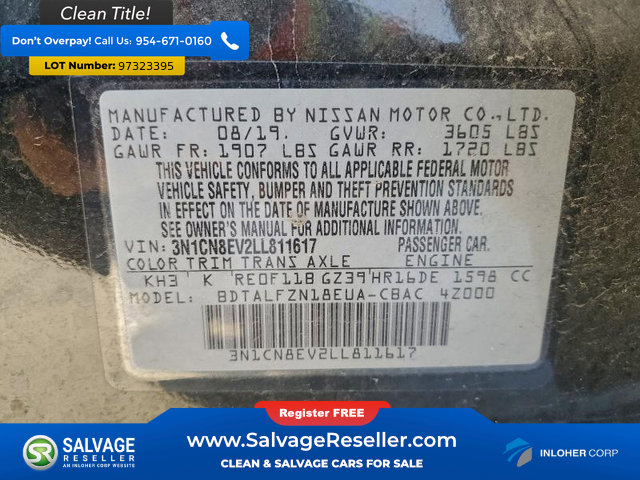 Clean Title!
Don't Overpay! Call Us: 954-671-0160
LOT Number: 97323395
MANUFACTURED BY NISSAN MOTOR CO., LTD.
DATE: 08/19. GVWR: 3605 LBS
GAWR FR: 1907 LBS GAWR RR: 1720 LBS
THIS VEHICLE CONFORMS TO ALL APPLICABLE FEDERAL MOTOR
VEHICLE SAFETY, BUMPER AND THEFT PREVENTION STANDARDS
IN EFFECT ON THE DATE OF MANUFACTURE SHOWN ABOVE.
SEE OWNER'S MANUAL FOR ADDITIONAL INFORMATION.
VIN: 3N1CN8EV2LL811617 PASSENGER CAR.
COLOR TRIM TRANS AXLE ENGINE
KH3 K RE0F11B GZ39 HR16DE 1598 CC
MODEL: BDTALFZN18EUA-CBAC 4Z000
3N1CN8EV2LL811617
Register FREE
SR
SALVAGE
RESELLER
AN INLOHER CORP WEBSITE
www.SalvageReseller.com
CLEAN & SALVAGE CARS FOR SALE
INLOHER CORP